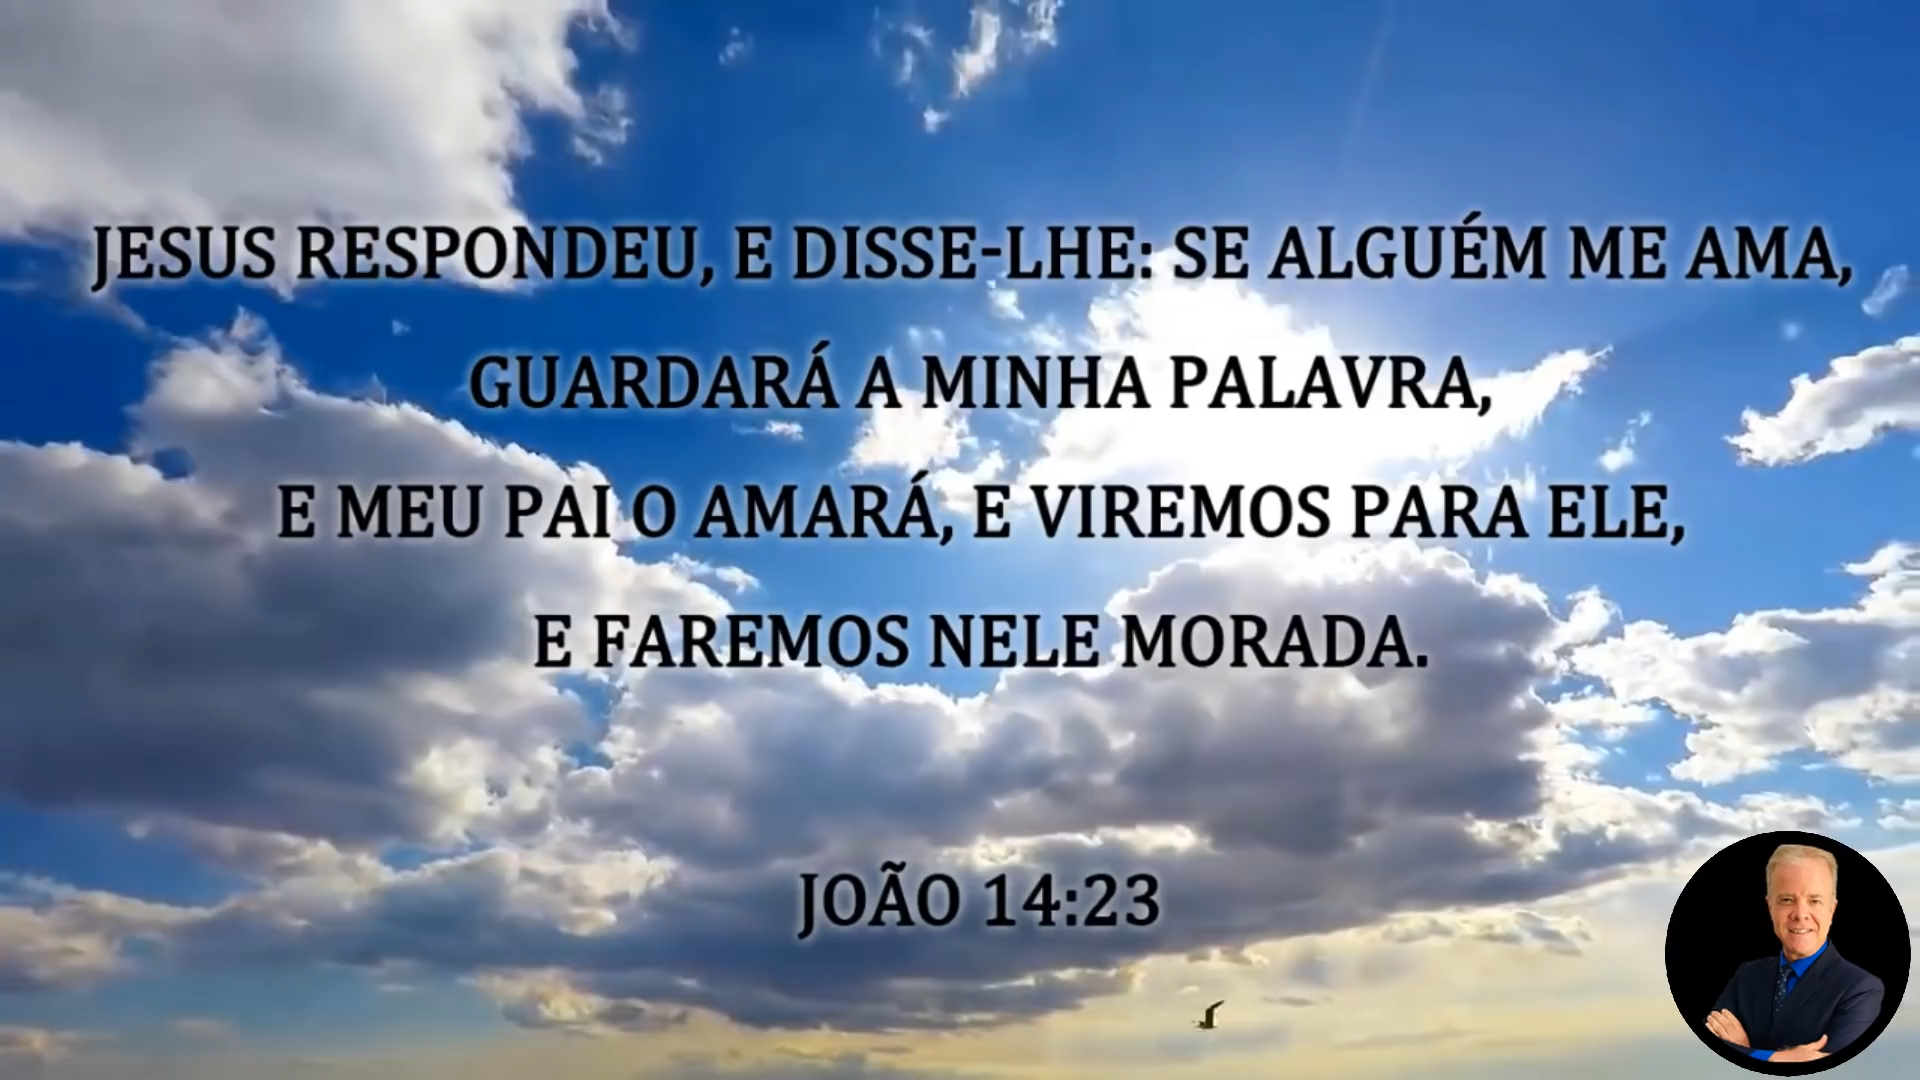 JESUS RESPONDEU, E DISSE-LHE: SE ALGUÉM ME AMA,
GUARDARÁ A MINHA PALAVRA,
E MEU PAI O AMARÁ, E VIREMOS PARA ELE,
E FAREMOS NELE MORADA.
JOÃO 14:23